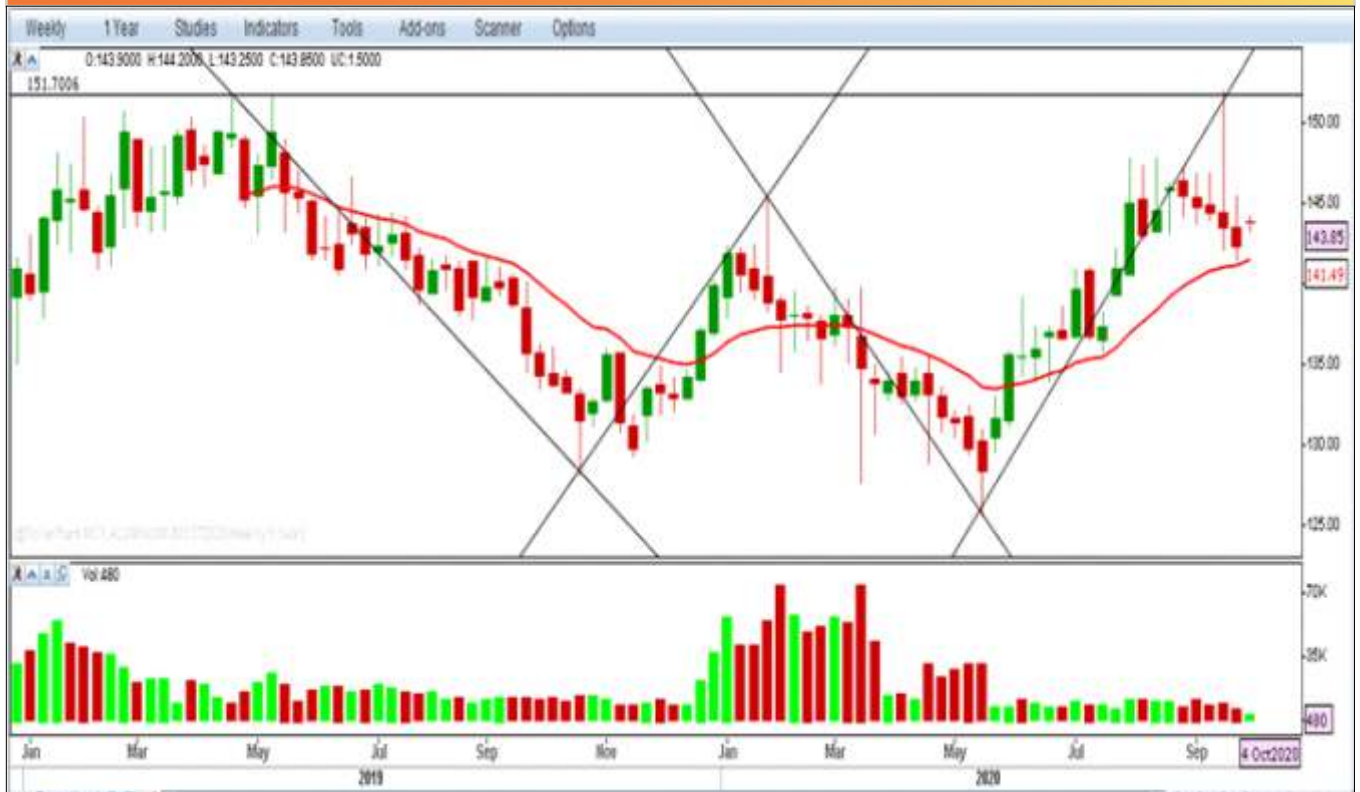 Weekly 1 Year Studies Indicators Tools Add-ons Scanner Options
O:143.9000 H:144.2000 L:143.2500 C:143.8500 UC:1.5000
151.7006
150.00
145.00
143.85
141.49
135.00
130.00
125.00
Vol 480
70K
35K
480
Jan Mar May Jul Sep Nov Jan Mar May Jul Sep 4 Oct2020
2019 2020